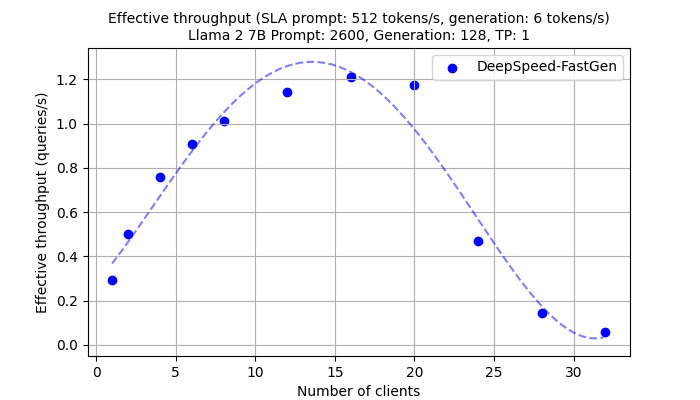 Effective throughput (SLA prompt: 512 tokens/s, generation: 6 tokens/s)
Llama 2 7B Prompt: 2600, Generation: 128, TP: 1
DeepSpeed-FastGen
Effective throughput (queries/s)
1.2
1.0
0.8
0.6
0.4
0.2
0.0
0 5 10 15 20 25 30
Number of clients